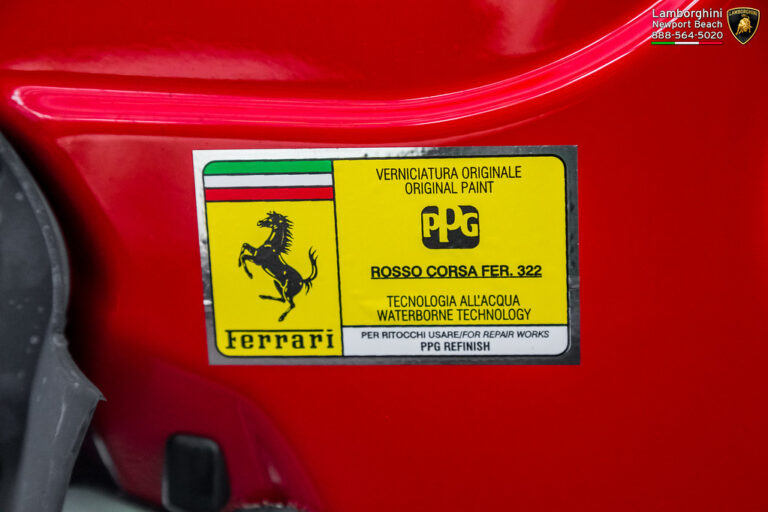 Lamborghini
Newport Beach
888-564-5020
LAMBORGHINI
VERNICIATURA ORIGINALE
ORIGINAL PAINT
PPG
ROSSO CORSA FER. 322
TECNOLOGIA ALL'ACQUA
WATERBORNE TECHNOLOGY
Ferrari
PER RITOCCHI USARE/FOR REPAIR WORKS
PPG REFINISH